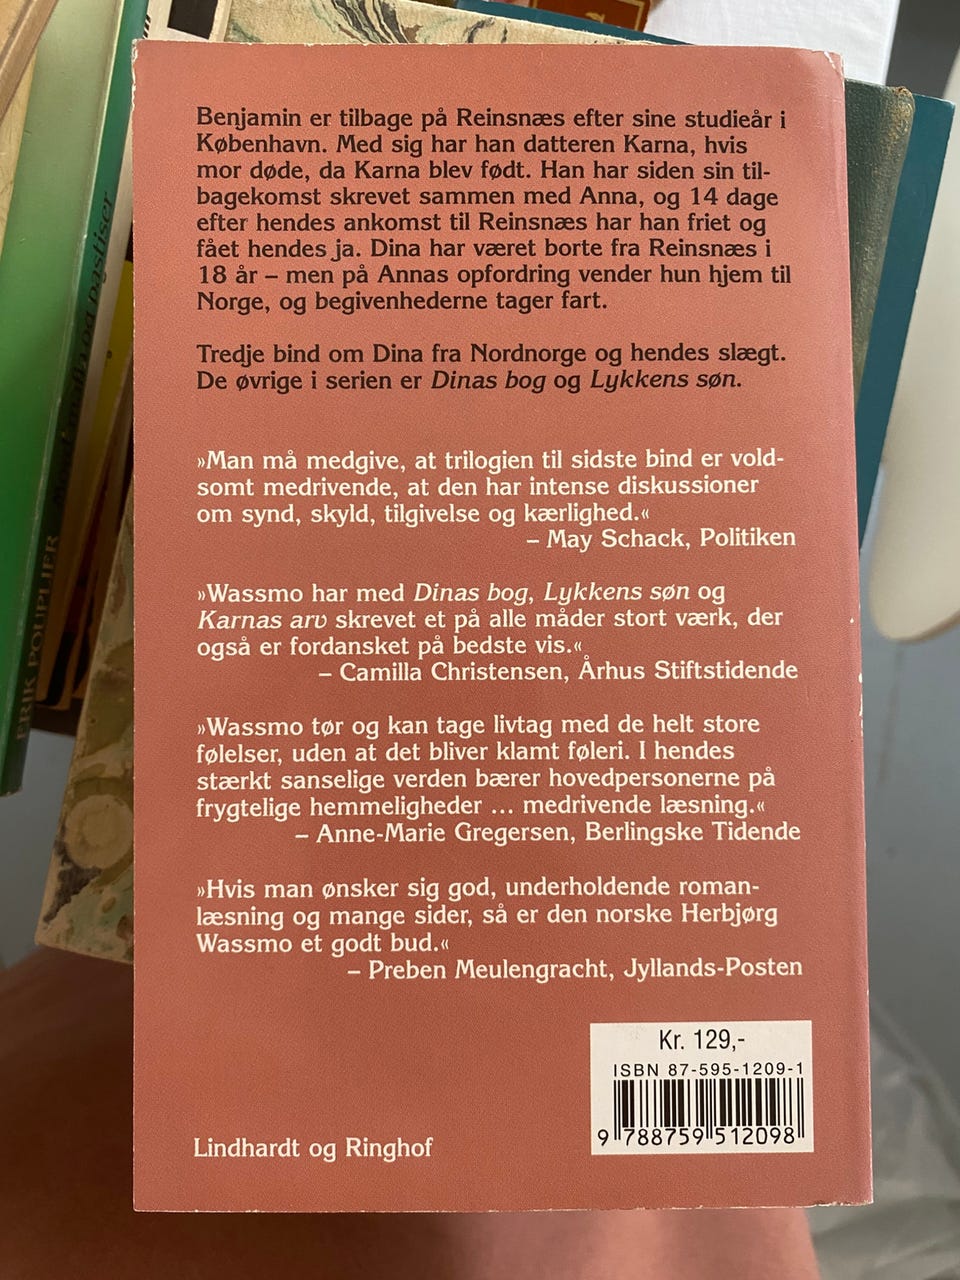 Benjamin er tilbage på Reinsnæs efter sine studieår i
København. Med sig har han datteren Karna, hvis
mor døde, da Karna blev født. Han har siden sin til-
bagekomst skrevet sammen med Anna, og 14 dage
efter hendes ankomst til Reinsnæs har han friet og
fået hendes ja. Dina har været borte fra Reinsnæs i
18 år – men på Annas opfordring vender hun hjem til
Norge, og begivenhederne tager fart.
Tredje bind om Dina fra Nordnorge og hendes slægt.
De øvrige i serien er Dinas bog og Lykkens søn.
»Man må medgive, at trilogien til sidste bind er vold-
somt medrivende, at den har intense diskussioner
om synd, skyld, tilgivelse og kærlighed.«
– May Schack, Politiken
»Wassmo har med Dinas bog, Lykkens søn og
Karnas arv skrevet et på alle måder stort værk, der
også er fordansket på bedste vis.«
– Camilla Christensen, Århus Stiftstidende
»Wassmo tør og kan tage livtag med de helt store
følelser, uden at det bliver klamt føleri. I hendes
stærkt sanselige verden bærer hovedpersonerne på
frygtelige hemmeligheder ... medrivende læsning.«
– Anne-Marie Gregersen, Berlingske Tidende
»Hvis man ønsker sig god, underholdende roman-
læsning og mange sider, så er den norske Herbjørg
Wassmo et godt bud.«
– Preben Meulengracht, Jyllands-Posten
Kr. 129,-
ISBN 87-595-1209-1
9 788759 512098
Lindhardt og Ringhof
ERIK POUPLIER
og pastiser